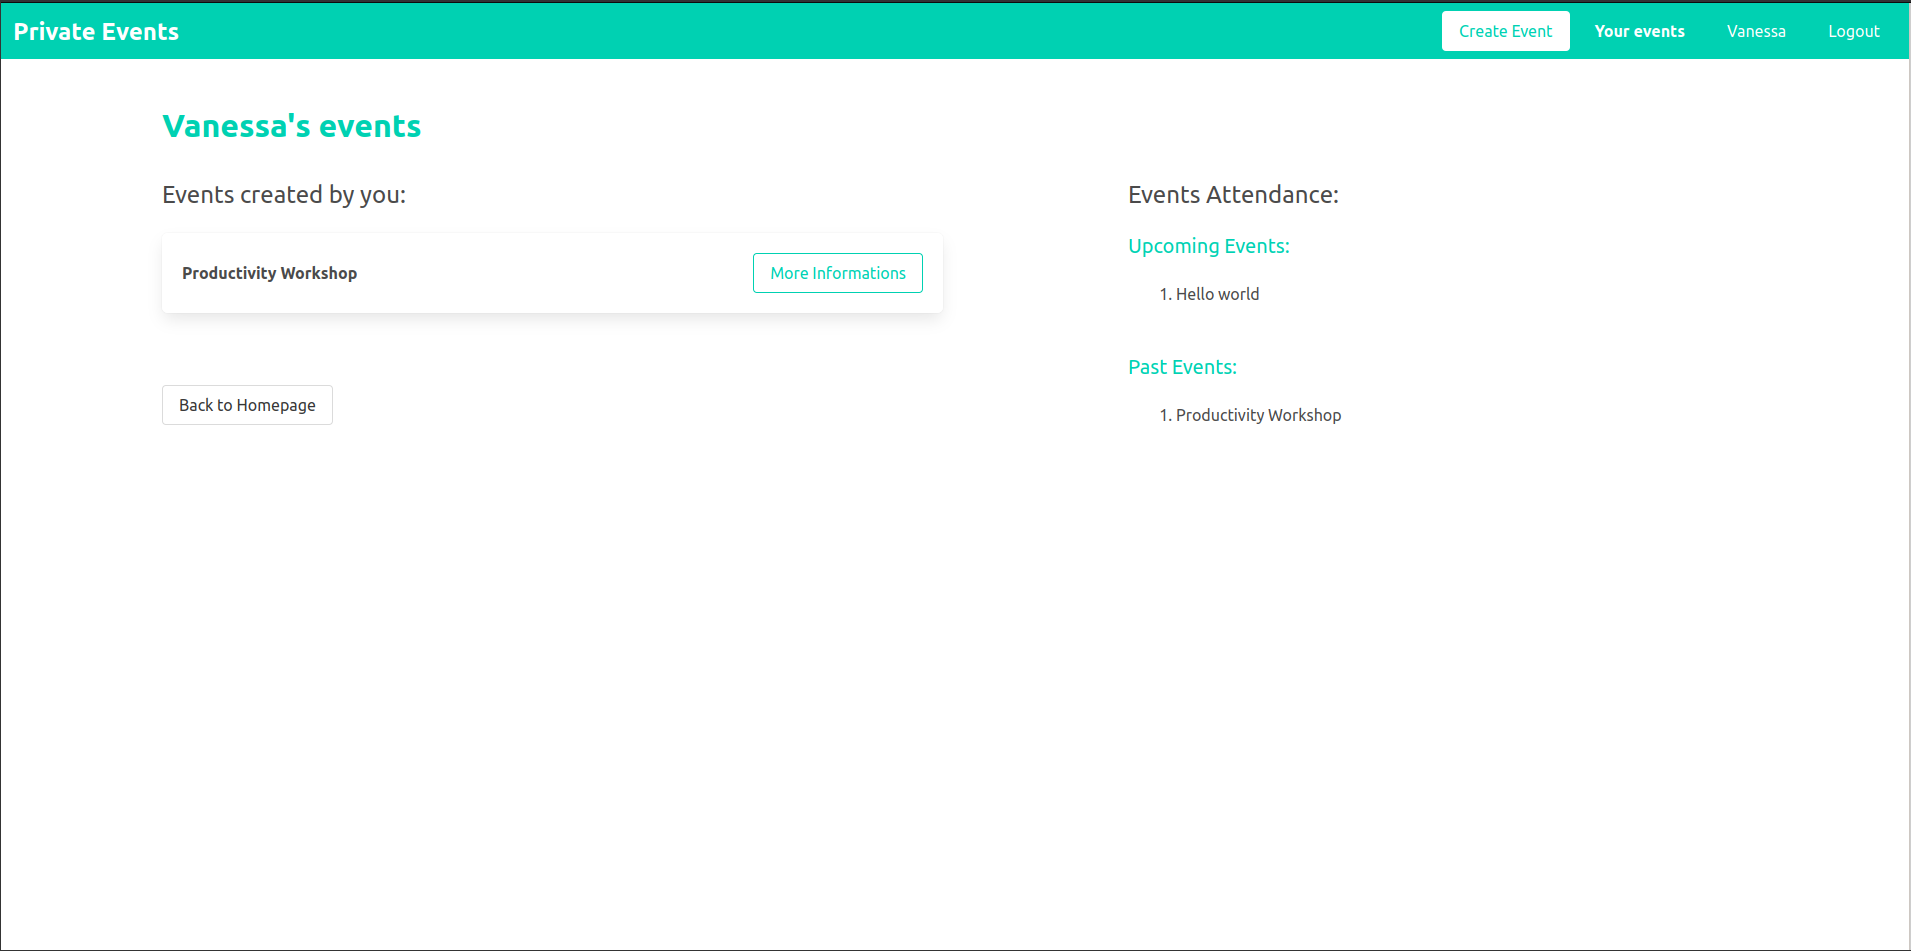 Private Events
Create Event
Your events
Vanessa
Logout
Vanessa's events
Events created by you:
Productivity Workshop
More Informations
Back to Homepage
Events Attendance:
Upcoming Events:
1. Hello world
Past Events:
1. Productivity Workshop